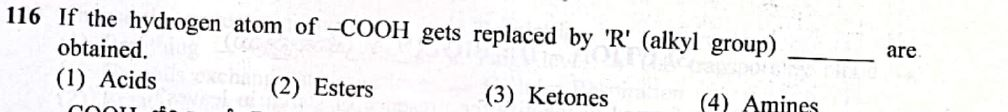 116 If the hydrogen atom of –COOH gets replaced by 'R' (alkyl group) ________ are
obtained.
(1) Acids (2) Esters (3) Ketones (4) Amines